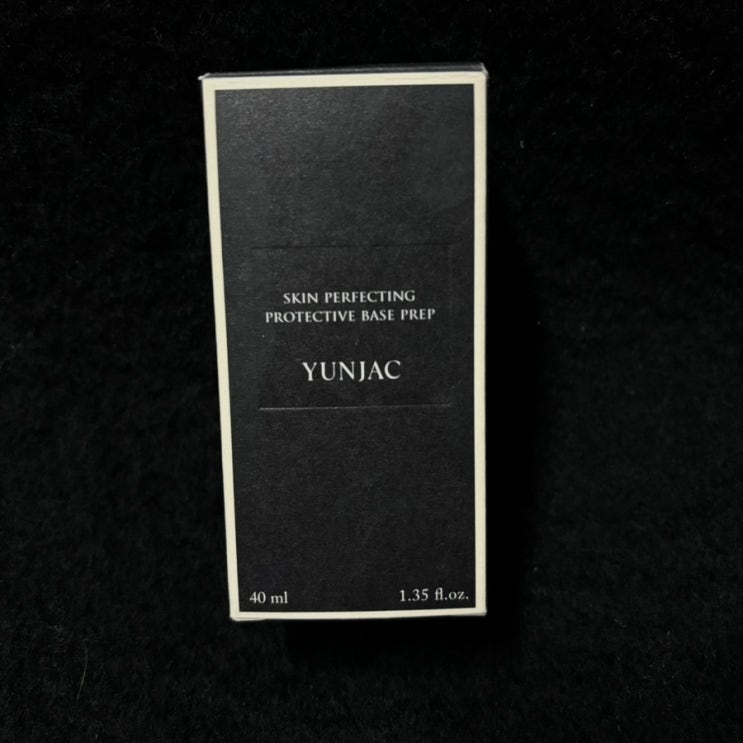 SKIN PERFECTING
PROTECTIVE BASE PREP
YUNJAC
40 ml 1.35 fl.oz.